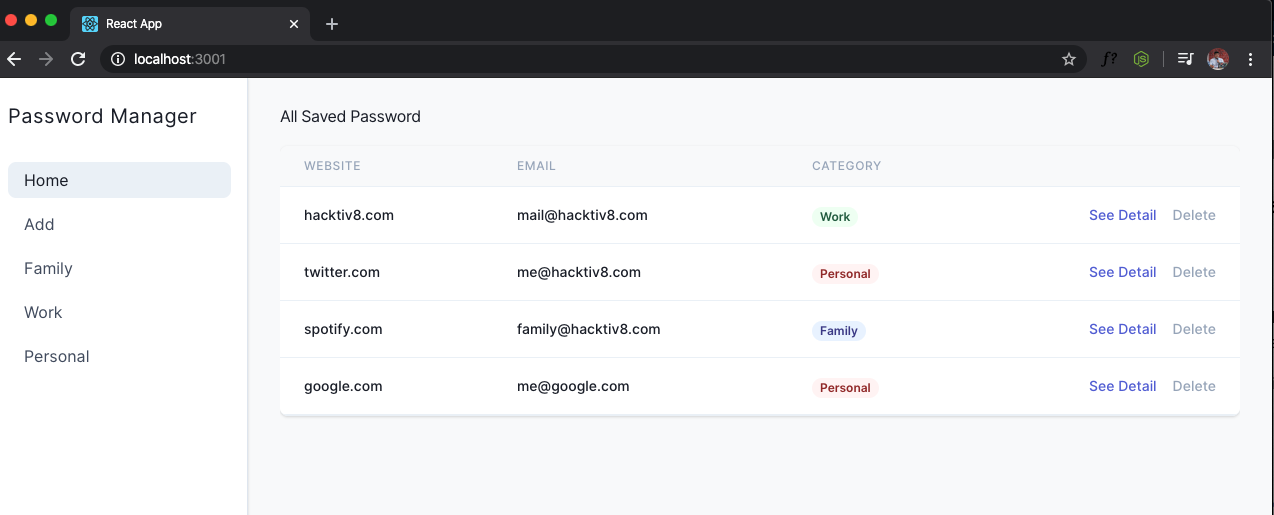 React App
localhost:3001
f?
Password Manager
Home
Add
Family
Work
Personal
All Saved Password
WEBSITE EMAIL CATEGORY
hacktiv8.com mail@hacktiv8.com Work See Detail Delete
twitter.com me@hacktiv8.com Personal See Detail Delete
spotify.com family@hacktiv8.com Family See Detail Delete
google.com me@google.com Personal See Detail Delete